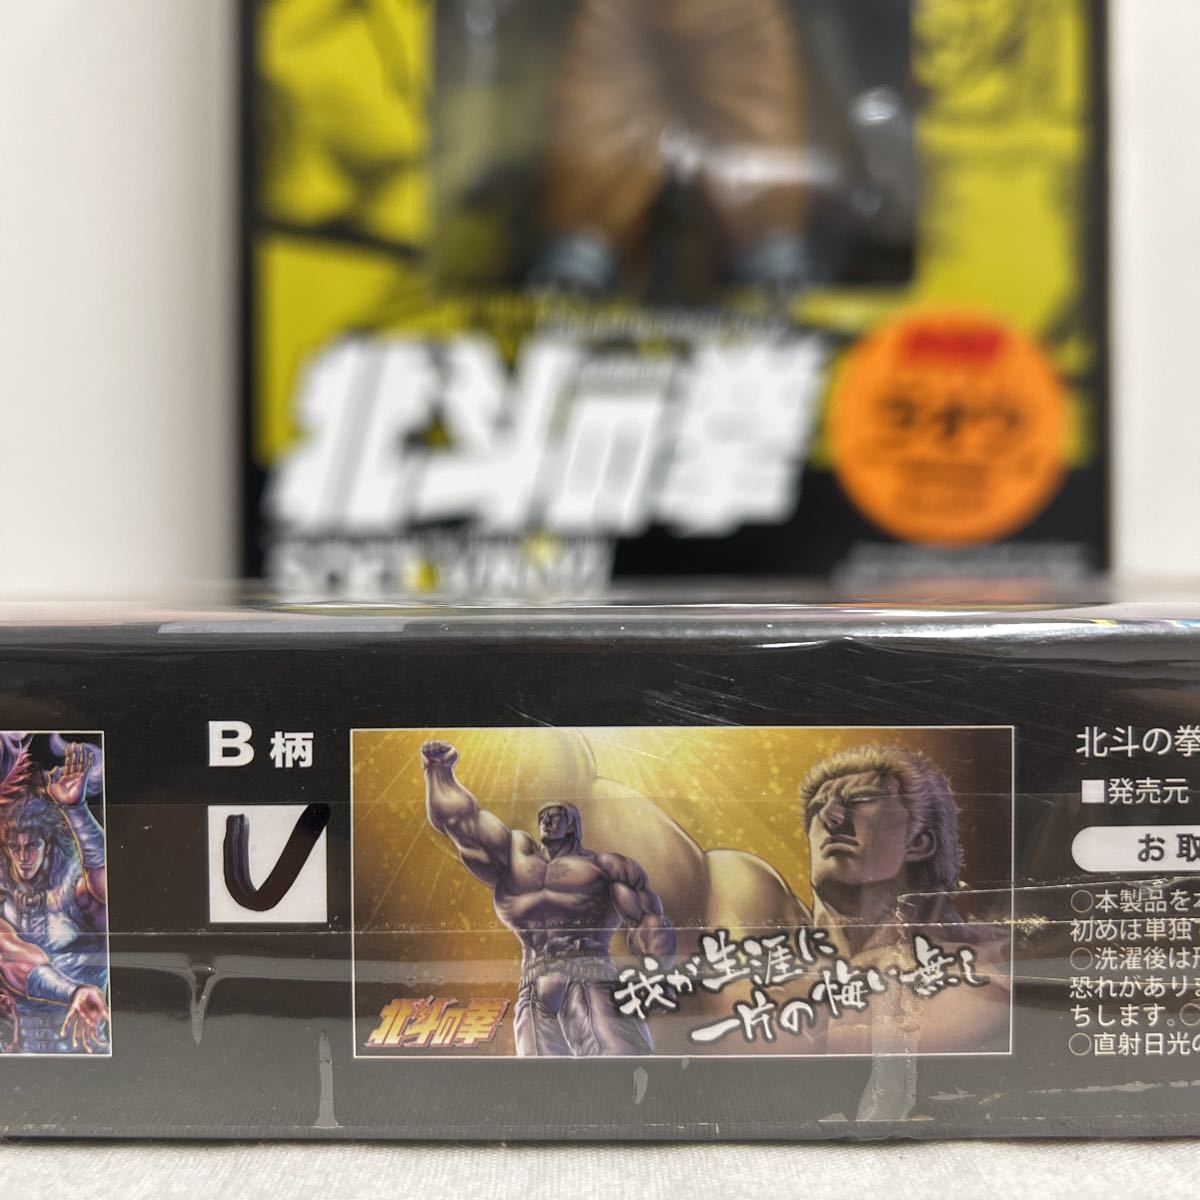 北斗の拳
ラオウ
B 柄
我が生涯に
一片の悔い無し
北斗の拳
北斗の拳
■発売元
お取
○本製品を本
初めは単独で
○洗濯後は形
恐れがありま
ちします。○
○直射日光の